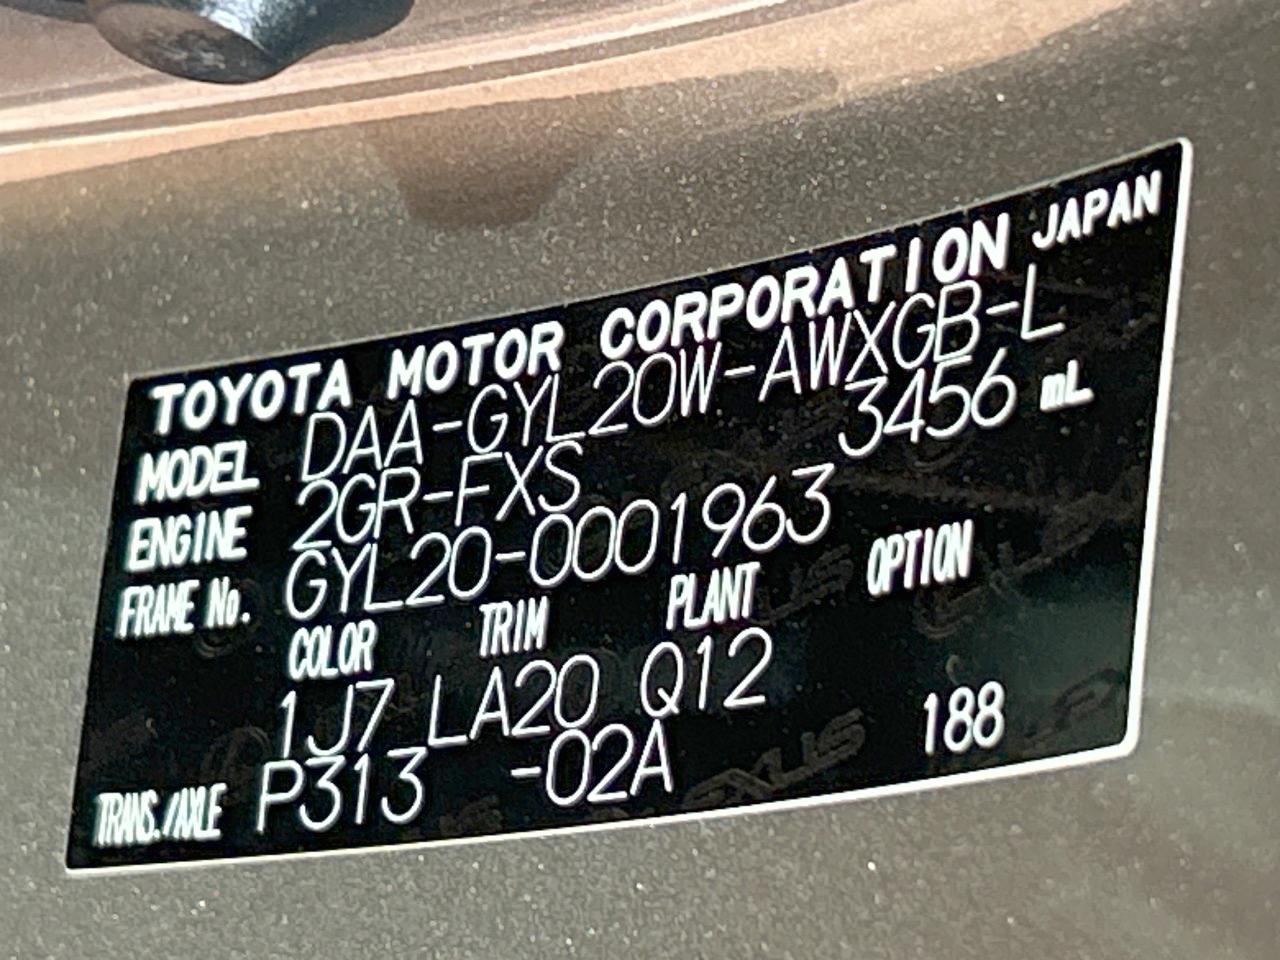 TOYOTA MOTOR CORPORATION JAPAN
MODEL DAA-GYL20W-AWXGB-L
ENGINE 2GR-FXS 3456 mL
FRAME No. GYL20-0001963
COLOR TRIM PLANT OPTION
1J7 LA20 Q12
TRANS./AXLE P313 -02A 188